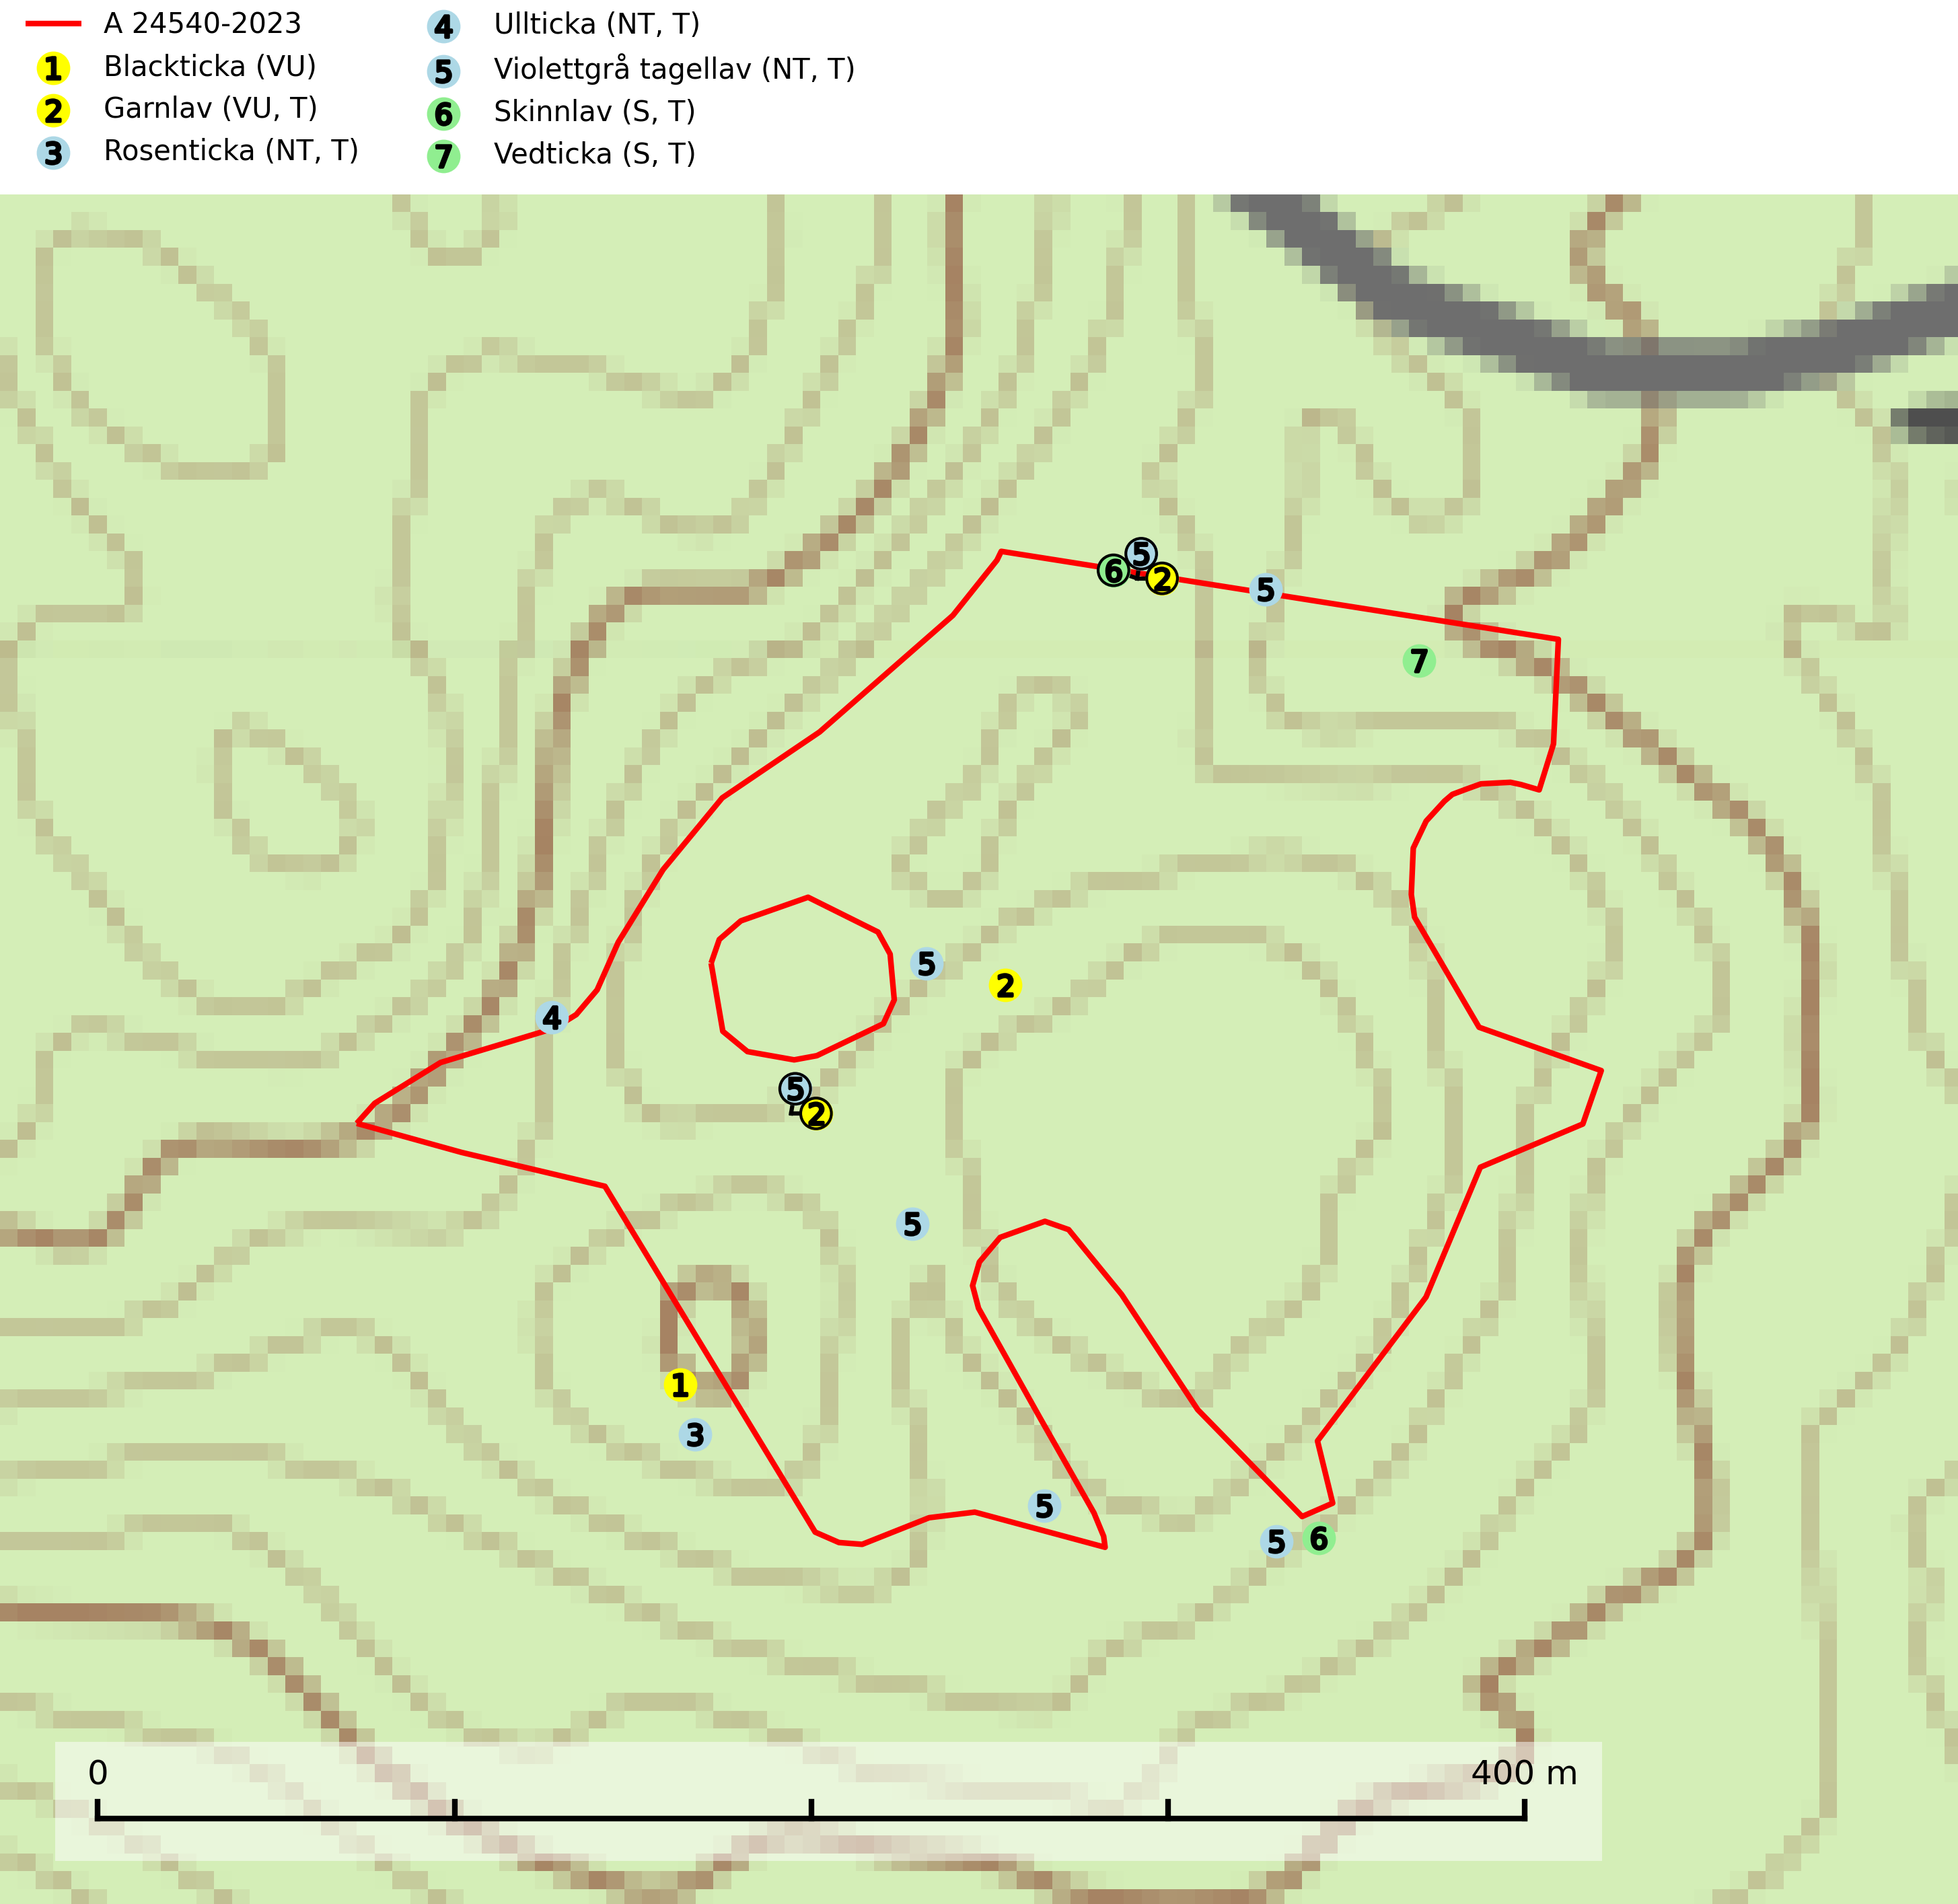 A 24540-2023
1 Blackticka (VU)
2 Garnlav (VU, T)
3 Rosenticka (NT, T)
4 Ullticka (NT, T)
5 Violettgrå tagellav (NT, T)
6 Skinnlav (S, T)
7 Vedticka (S, T)
5
6
2
5
7
5
2
4
5
2
5
1
3
5
5
6
0
400 m